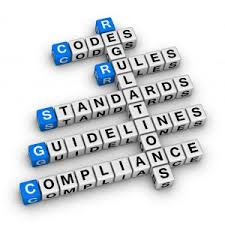 REGULATIONS
CODES
RULES
STANDARDS
GUIDELINES
COMPLIANCE